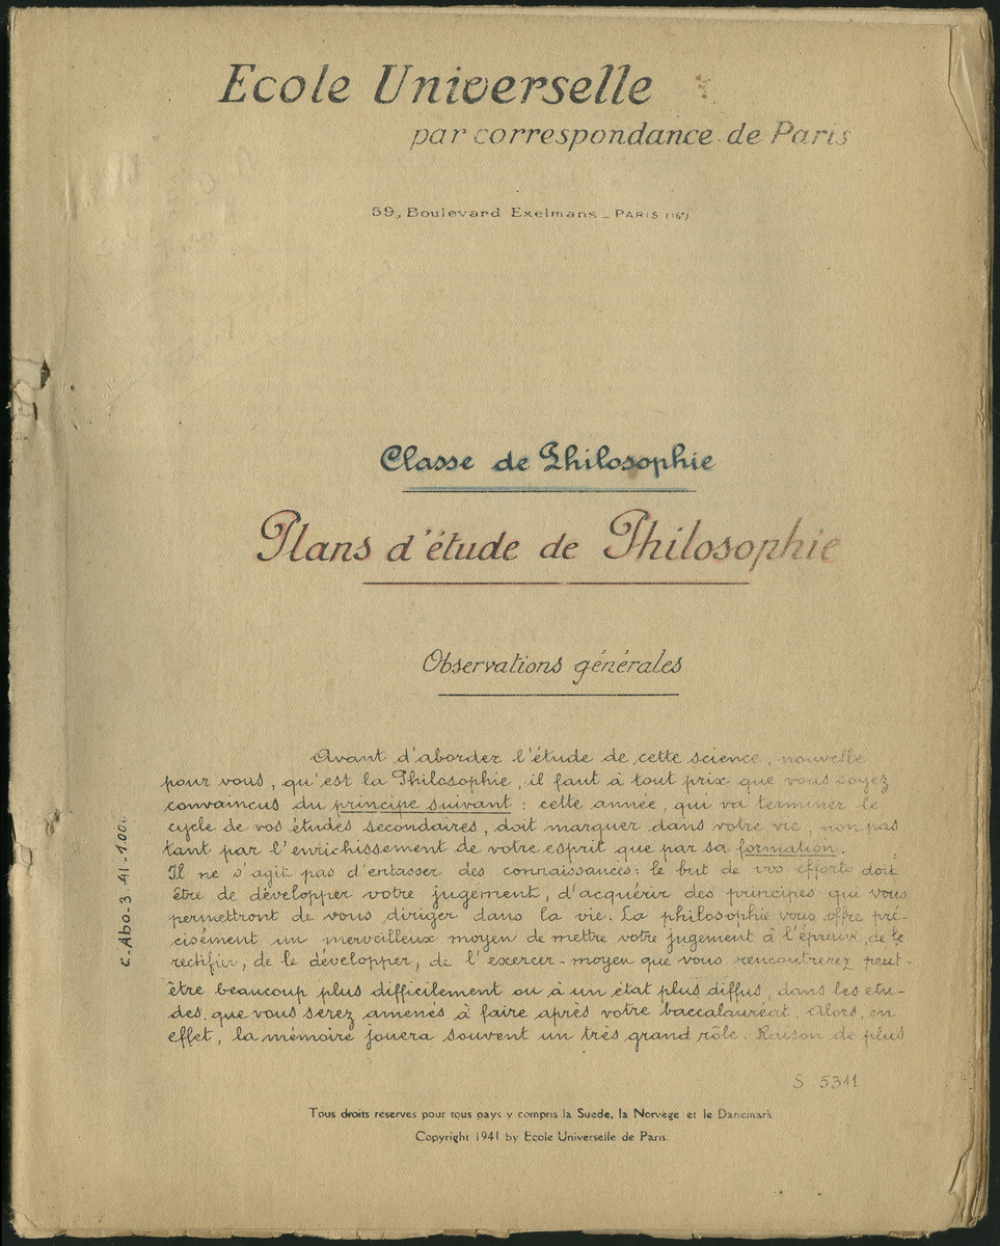 Ecole Universelle
par correspondance de Paris
59, Boulevard Exelmans _ PARIS (16e)
Classe de Philosophie
Plans d'étude de Philosophie
Observations générales
Avant d'aborder l'étude de cette science, nouvelle
pour vous, qu'est la Philosophie, il faut à tout prix que vous soyez
convaincus du principe suivant : cette année, qui va terminer le
cycle de vos études secondaires, doit marquer dans votre vie, non pas
tant par l'enrichissement de votre esprit que par sa formation.
Il ne s'agit pas d'entasser des connaissances : le but de vos efforts doit
être de développer votre jugement, d'acquérir des principes qui vous
permettront de vous diriger dans la vie. La philosophie vous offre pré-
cisément un merveilleux moyen de mettre votre jugement à l'épreuve, de le
rectifier, de le développer, de l'exercer - moyen que vous rencontrerez peut-
être beaucoup plus difficilement ou à un état plus diffus, dans les étu-
des, que vous serez amenés à faire après votre baccalauréat. Alors, en
effet, la mémoire jouera souvent un très grand rôle. Raison de plus
C.Abo-3_41-100
S 5311
Tous droits réservés pour tous pays y compris la Suède, la Norvège et le Danemark
Copyright 1941 by Ecole Universelle de Paris.